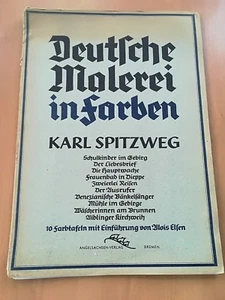 Deutsche
Malerei
in Farben
KARL SPITZWEG
Schulkinder im Gebirg
Der Liebesbrief
Die Hauptwache
Frauenbad in Dieppe
Zweierlei Reisen
Der Ausrufer
Venezianische Bänkelsänger
Mühle im Gebirge
Wäscherinnen am Brunnen
Aiblinger Kirchweih
10 Farbtafeln mit Einführung von Alois Elsen
ANGELSACHSEN-VERLAG BREMEN